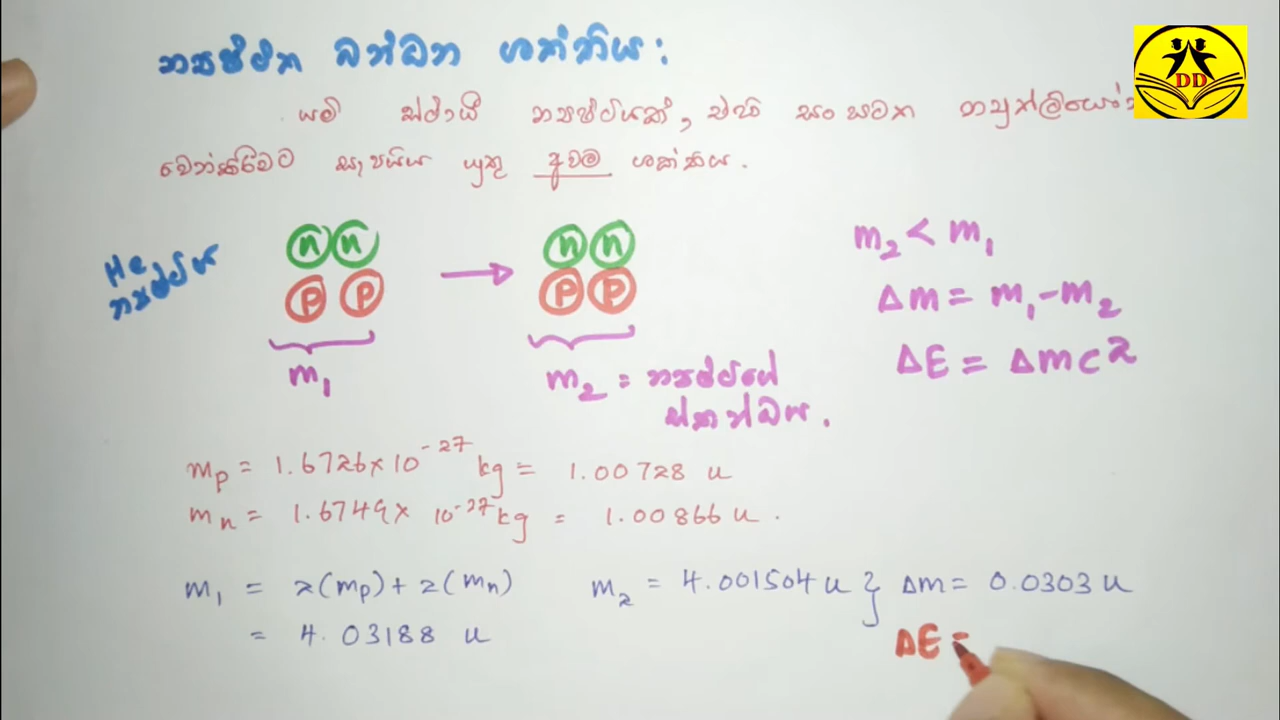 න්‍යෂ්ටික බන්ධන ශක්තිය :
යම් ස්ථායී න්‍යෂ්ටියක්, එහි සංඝටක
වෙන්කිරීමට සැපයිය යුතු අවම ශක්තිය.
He න්‍යෂ්ටිය
n n
p p
m₁
n n
p p
m₂ = න්‍යෂ්ටියේ
ස්කන්ධය.
m₂ < m₁
Δm = m₁-m₂
ΔE = Δmc²
mp = 1.6726×10⁻²⁷ kg = 1.00728 u
mn = 1.6749× 10⁻²⁷kg = 1.00866 u .
m₁ = 2(mp) + 2(mn)
= 4.03188 u
m₂ = 4.001504 u } Δm = 0.0303 u
ΔE =
DD